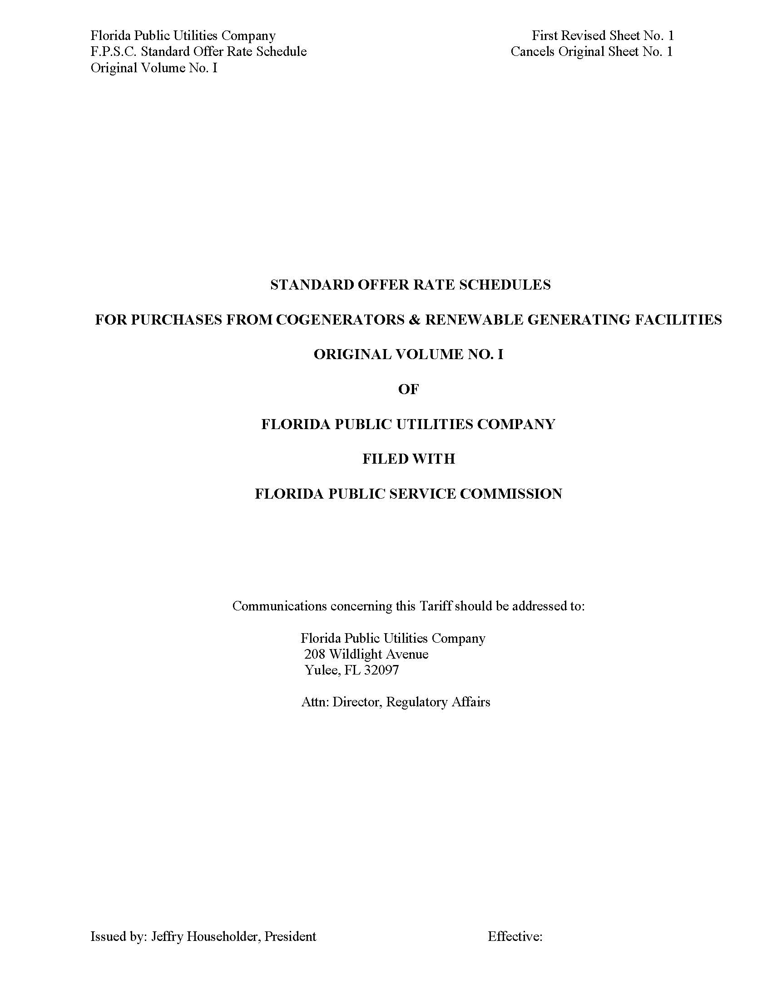 Florida Public Utilities Company First Revised Sheet No. 1
F.P.S.C. Standard Offer Rate Schedule Cancels Original Sheet No. 1
Original Volume No. I
STANDARD OFFER RATE SCHEDULES
FOR PURCHASES FROM COGENERATORS & RENEWABLE GENERATING FACILITIES
ORIGINAL VOLUME NO. I
OF
FLORIDA PUBLIC UTILITIES COMPANY
FILED WITH
FLORIDA PUBLIC SERVICE COMMISSION
Communications concerning this Tariff should be addressed to:
Florida Public Utilities Company
208 Wildlight Avenue
Yulee, FL 32097
Attn: Director, Regulatory Affairs
Issued by: Jeffry Householder, President Effective: